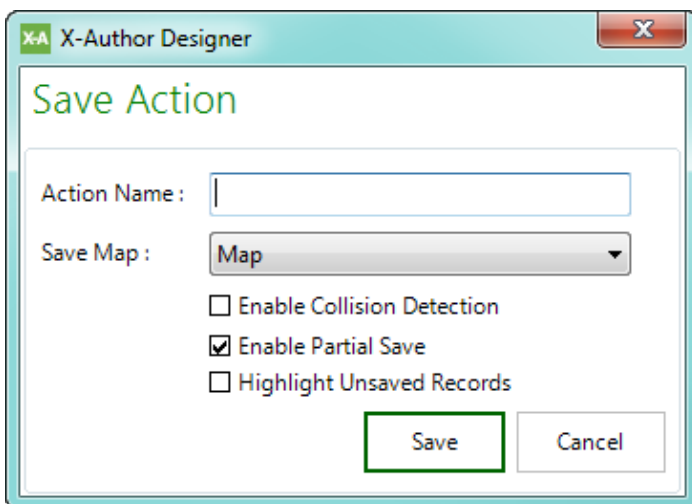 X-A X-Author Designer
Save Action
Action Name :
Save Map : Map
Enable Collision Detection
Enable Partial Save
Highlight Unsaved Records
Save Cancel